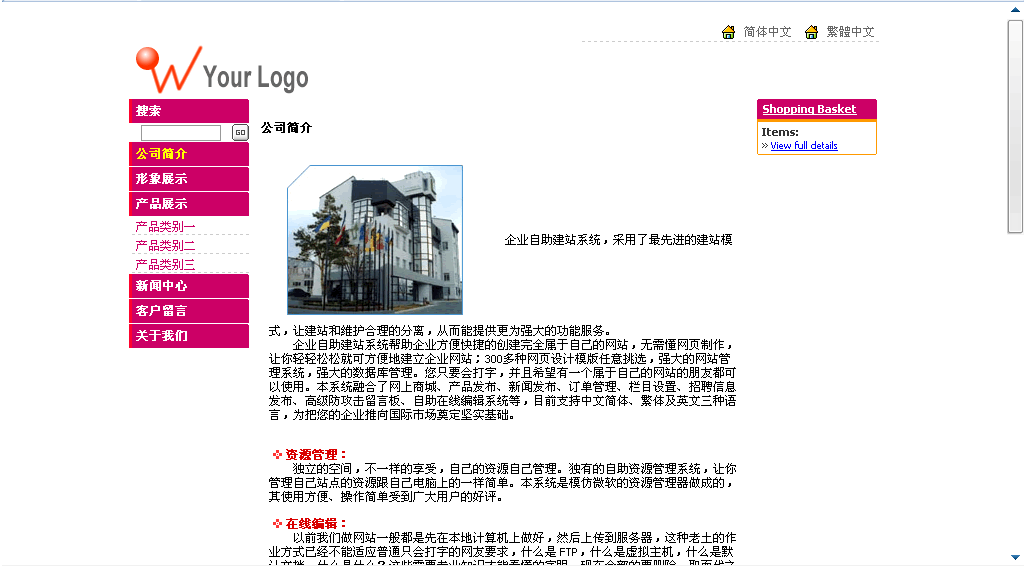 简体中文 繁體中文
Your Logo
搜索
GO
公司简介
形象展示
产品展示
产品类别一
产品类别二
产品类别三
新闻中心
客户留言
关于我们
公司简介
企业自助建站系统，采用了最先进的建站模
式，让建站和维护合理的分离，从而能提供更为强大的功能服务。
企业自助建站系统帮助企业方便快捷的创建完全属于自己的网站，无需懂网页制作，
让你轻轻松松就可方便地建立企业网站；300多种网页设计模版任意挑选，强大的网站管
理系统，强大的数据库管理。您只要会打字，并且希望有一个属于自己的网站的朋友都可
以使用。本系统融合了网上商城、产品发布、新闻发布、订单管理、栏目设置、招聘信息
发布、高级防攻击留言板、自助在线编辑系统等，目前支持中文简体、繁体及英文三种语
言，为把您的企业推向国际市场奠定坚实基础。
资源管理：
独立的空间，不一样的享受，自己的资源自己管理。独有的自助资源管理系统，让你
管理自己站点的资源跟自己电脑上的一样简单。本系统是模仿微软的资源管理器做成的，
其使用方便、操作简单受到广大用户的好评。
在线编辑：
以前我们做网站一般都是先在本地计算机上做好，然后上传到服务器，这种老土的作
业方式已经不能适应普通只会打字的网友要求，什么是 FTP，什么是虚拟主机，什么是默
Shopping Basket
Items:
» View full details